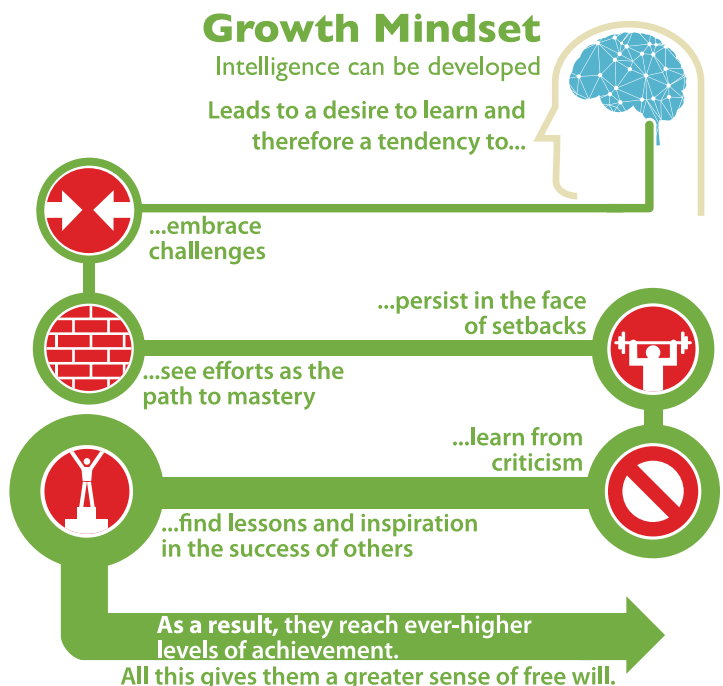 Growth Mindset
Intelligence can be developed
Leads to a desire to learn and
therefore a tendency to...
...embrace
challenges
...see efforts as the
path to mastery
...persist in the face
of setbacks
...learn from
criticism
...find lessons and inspiration
in the success of others
As a result, they reach ever-higher
levels of achievement.
All this gives them a greater sense of free will.